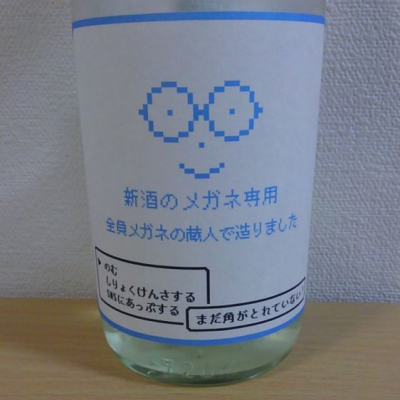 新酒のメガネ専用
全員メガネの蔵人で造りました
▶のむ
しりょくけんさする
SNSにあっぷする
まだ角がとれていない!